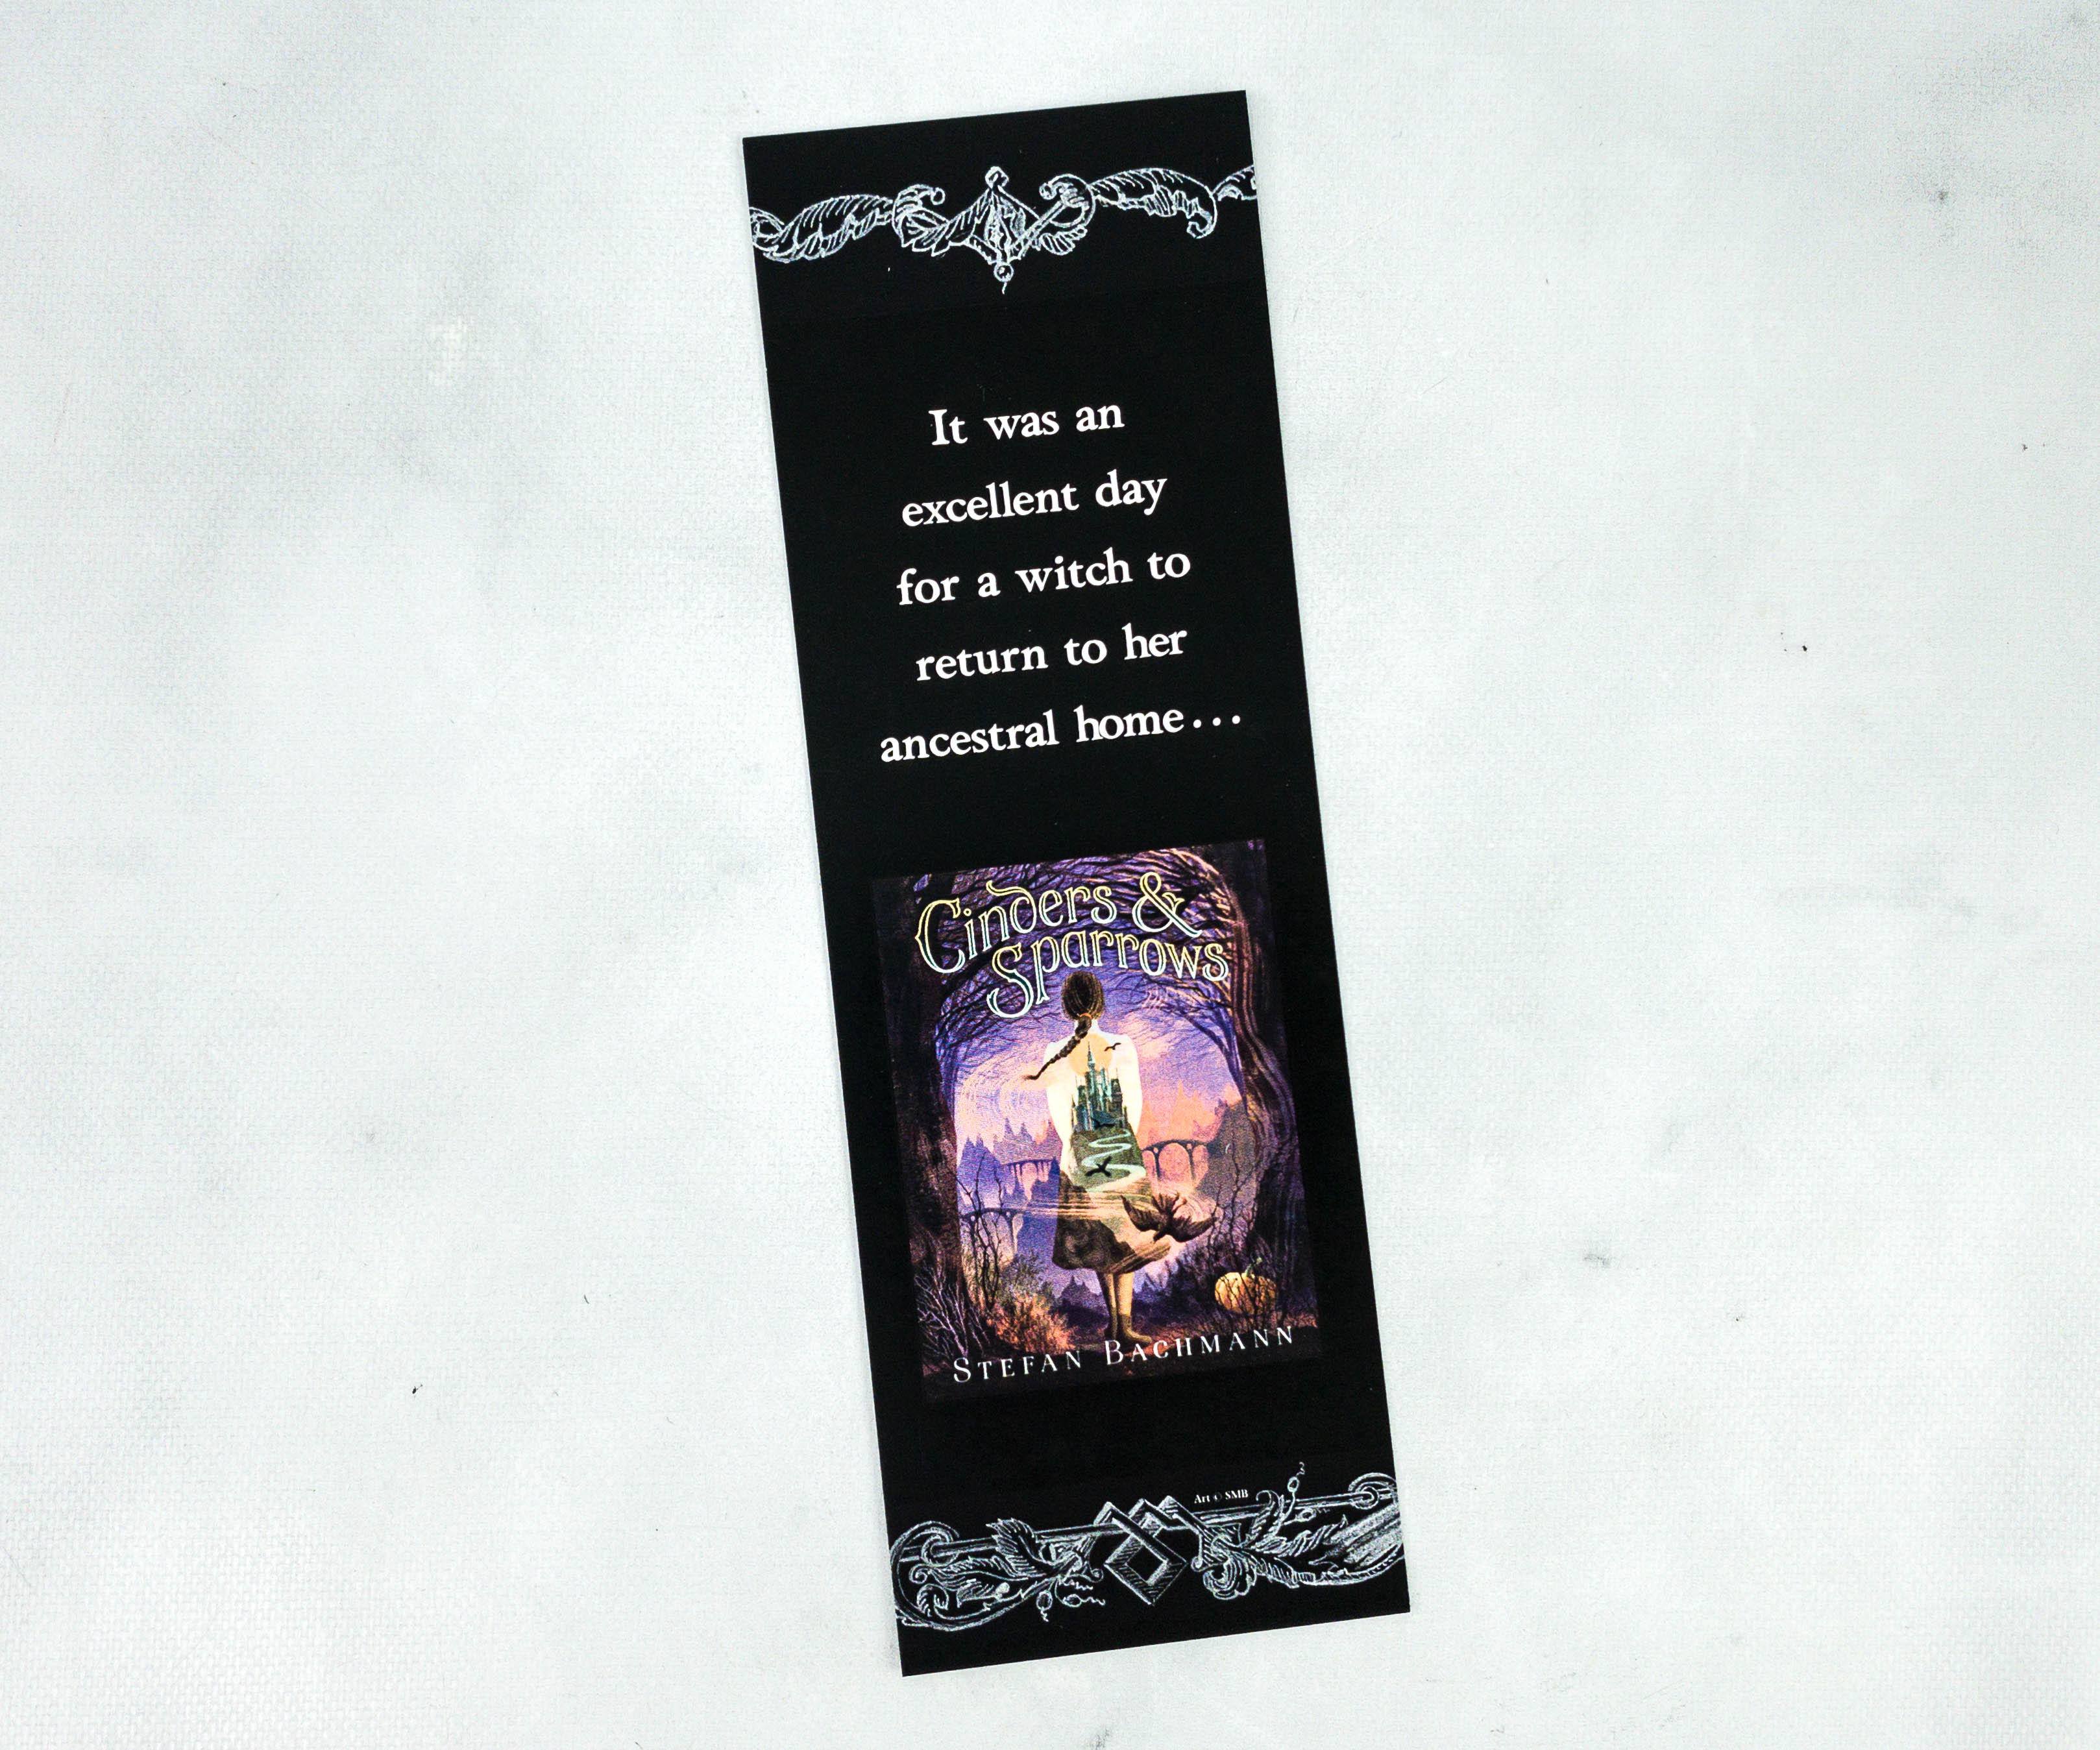 It was an
excellent day
for a witch to
return to her
ancestral home...
Cinders &
Sparrows
STEFAN BACHMANN
Art © SMB